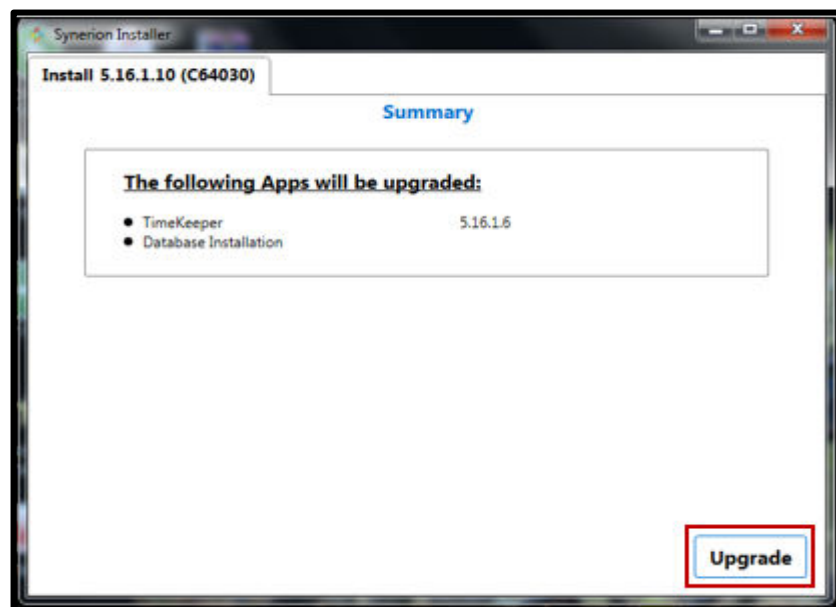 Synerion Installer
Install 5.16.1.10 (C64030)
Summary
The following Apps will be upgraded:
TimeKeeper 5.16.1.6
Database Installation
Upgrade